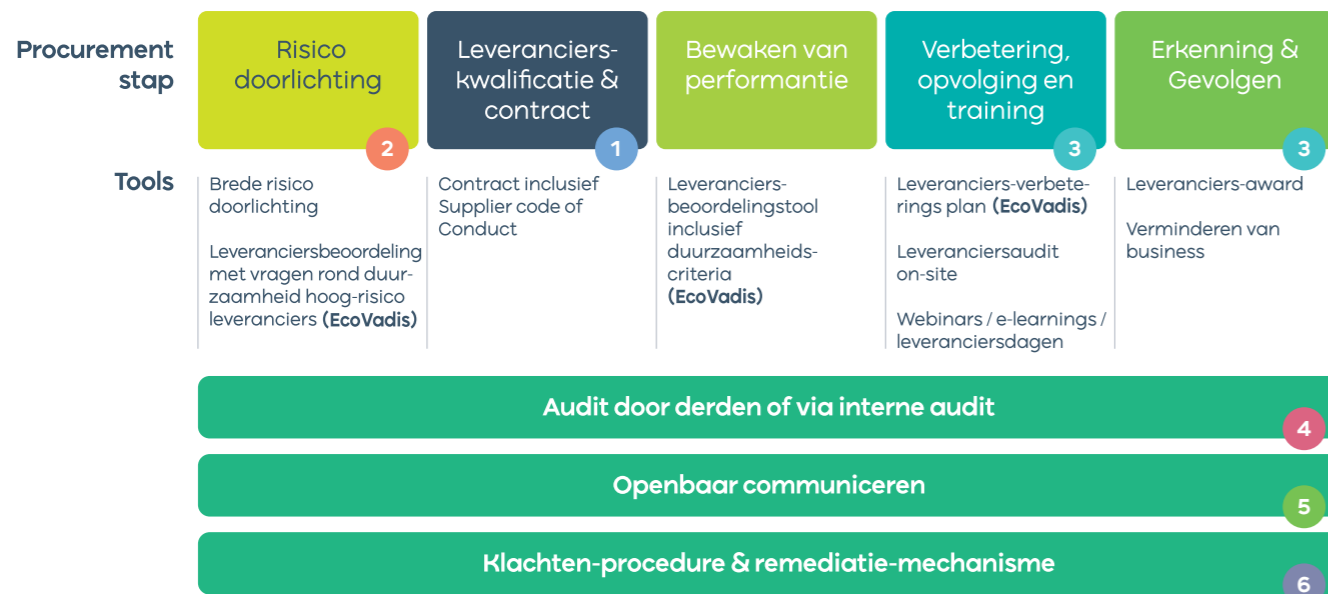 Procurement
stap
Risico
doorlichting
2
Leveranciers-
kwalificatie &
contract
1
Bewaken van
performantie
Verbetering,
opvolging en
training
3
Erkenning &
Gevolgen
3
Tools
Brede risico
doorlichting
Leveranciersbeoordeling
met vragen rond duur-
zaamheid hoog-risico
leveranciers (EcoVadis)
Contract inclusief
Supplier code of
Conduct
Leveranciers-
beoordelingstool
inclusief
duurzaamheids-
criteria
(EcoVadis)
Leveranciers-verbete-
rings plan (EcoVadis)
Leveranciersaudit
on-site
Webinars / e-learnings /
leveranciersdagen
Leveranciers-award
Verminderen van
business
Audit door derden of via interne audit
4
Openbaar communiceren
5
Klachten-procedure & remediatie-mechanisme
6